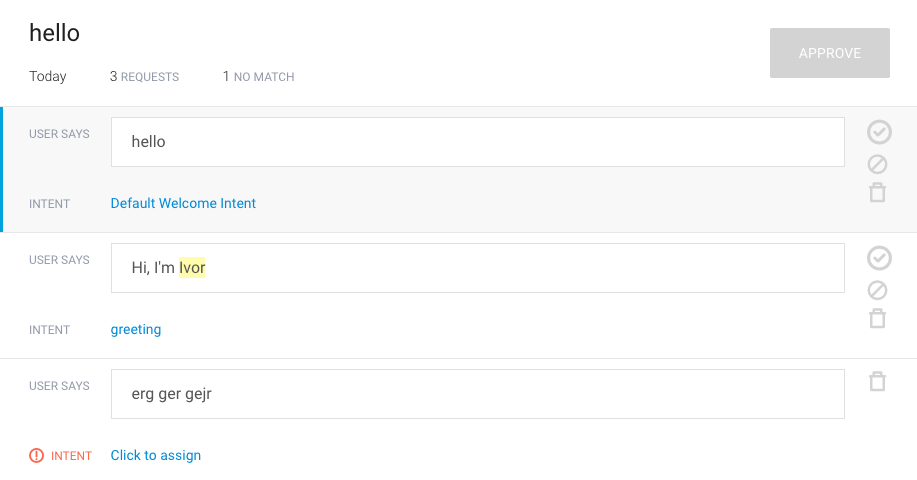 hello
APPROVE
Today 3 REQUESTS 1 NO MATCH
USER SAYS hello
INTENT Default Welcome Intent
USER SAYS Hi, I'm Ivor
INTENT greeting
USER SAYS erg ger gejr
INTENT Click to assign